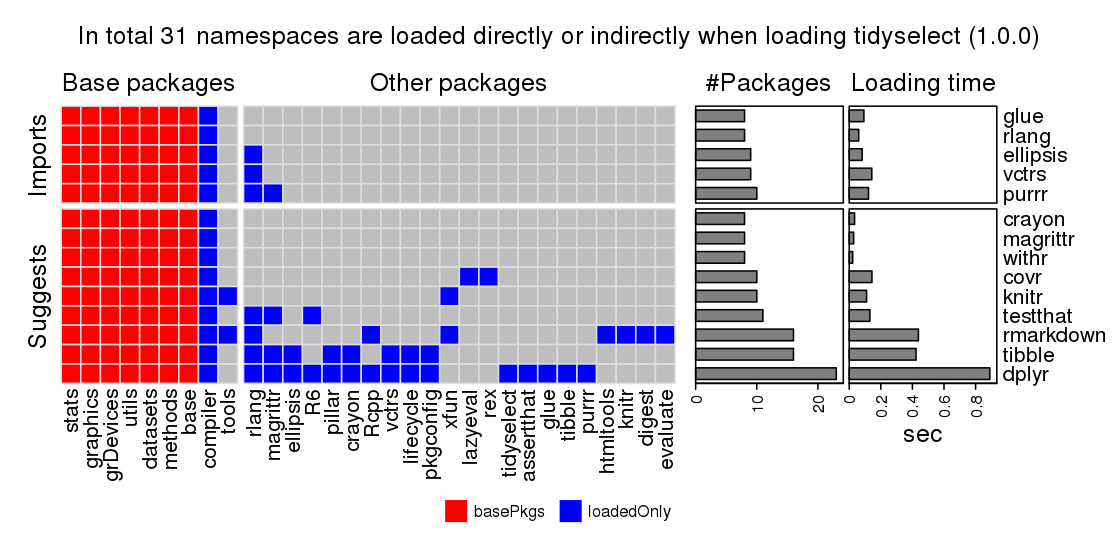 In total 31 namespaces are loaded directly or indirectly when loading tidyselect (1.0.0)
Base packages
Other packages
#Packages
Loading time
Imports
Suggests
glue
rlang
ellipsis
vctrs
purrr
crayon
magrittr
withr
covr
knitr
testthat
rmarkdown
tibble
dplyr
stats
graphics
grDevices
utils
datasets
methods
base
compiler
tools
rlang
magrittr
ellipsis
R6
pillar
crayon
Rcpp
vctrs
lifecycle
pkgconfig
xfun
lazyeval
rex
tidyselect
assertthat
glue
tibble
purrr
htmltools
knitr
digest
evaluate
0
10
20
0
0.2
0.4
0.6
0.8
sec
basePkgs
loadedOnly